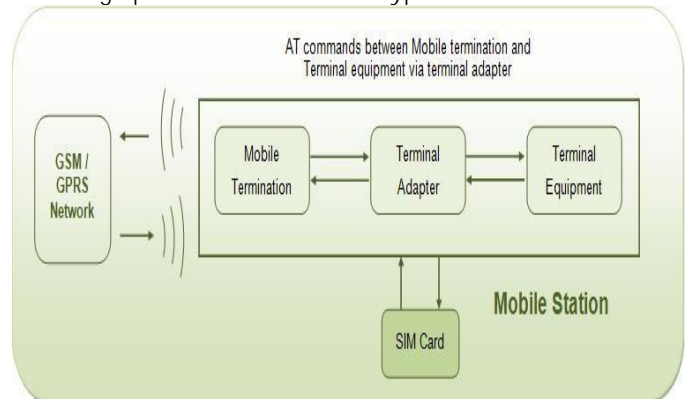 AT commands between Mobile termination and
Terminal equipment via terminal adapter
GSM /
GPRS
Network
Mobile
Termination
Terminal
Adapter
Terminal
Equipment
Mobile Station
SIM Card